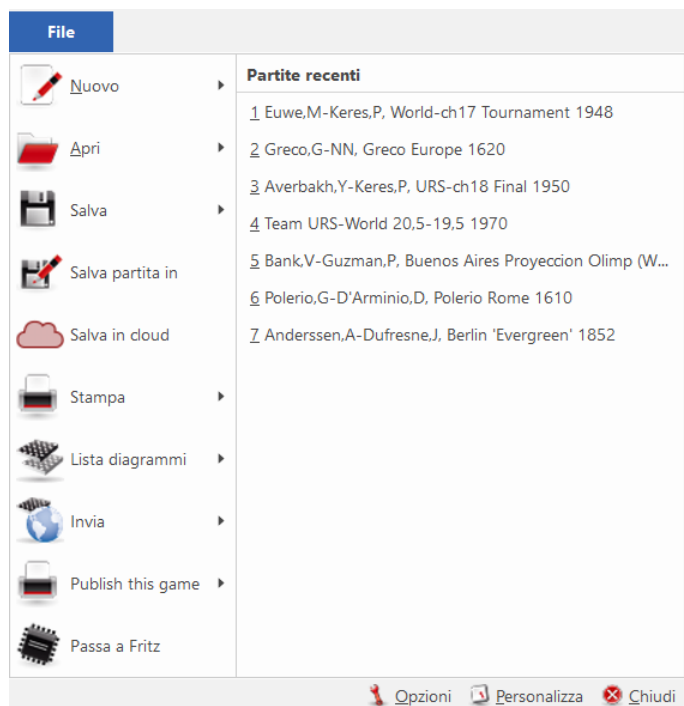 File
Nuovo
Apri
Salva
Salva partita in
Salva in cloud
Stampa
Lista diagrammi
Invia
Publish this game
Passa a Fritz
Partite recenti
1 Euwe,M-Keres,P, World-ch17 Tournament 1948
2 Greco,G-NN, Greco Europe 1620
3 Averbakh,Y-Keres,P, URS-ch18 Final 1950
4 Team URS-World 20,5-19,5 1970
5 Bank,V-Guzman,P, Buenos Aires Proyeccion Olimp (W...
6 Polerio,G-D'Arminio,D, Polerio Rome 1610
7 Anderssen,A-Dufresne,J, Berlin 'Evergreen' 1852
Opzioni Personalizza Chiudi